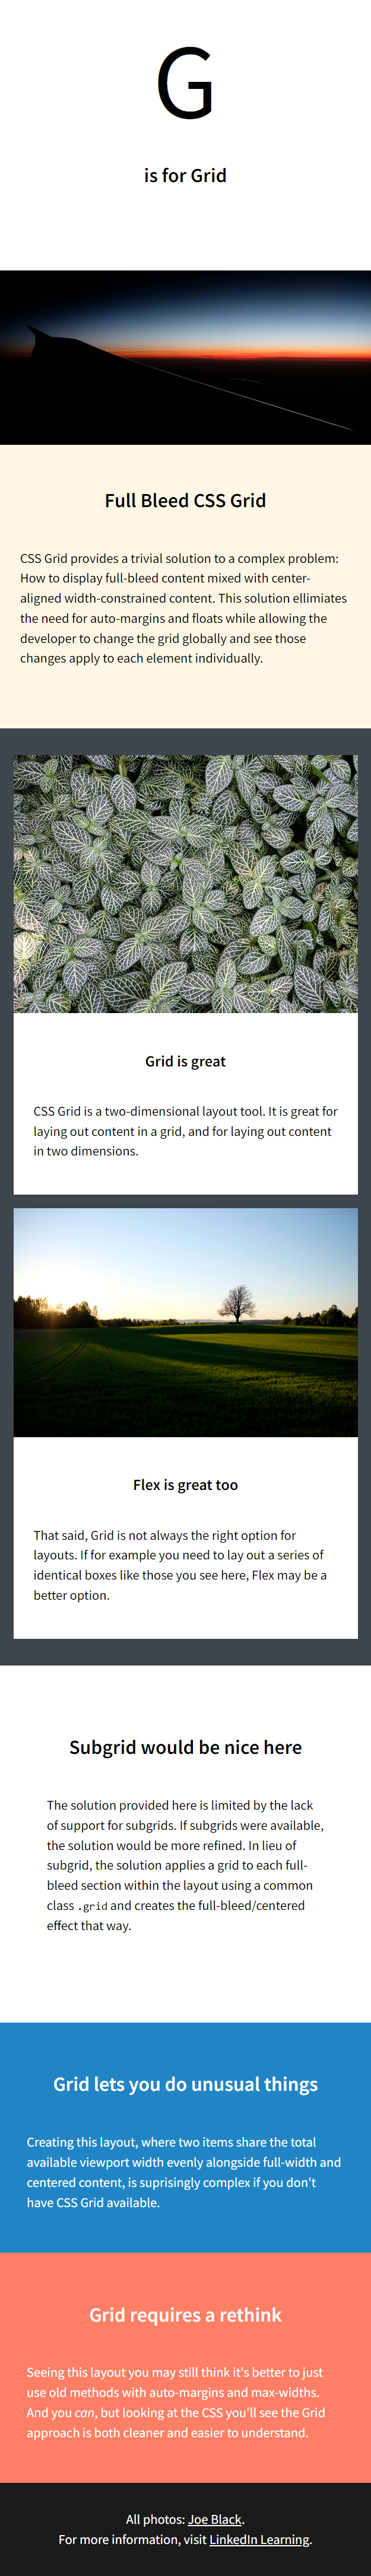 G
is for Grid
Full Bleed CSS Grid
CSS Grid provides a trivial solution to a complex problem:
How to display full-bleed content mixed with center-
aligned width-constrained content. This solution ellimiates
the need for auto-margins and floats while allowing the
developer to change the grid globally and see those
changes apply to each element individually.
Grid is great
CSS Grid is a two-dimensional layout tool. It is great for
laying out content in a grid, and for laying out content
in two dimensions.
Flex is great too
That said, Grid is not always the right option for
layouts. If for example you need to lay out a series of
identical boxes like those you see here, Flex may be a
better option.
Subgrid would be nice here
The solution provided here is limited by the lack
of support for subgrids. If subgrids were available,
the solution would be more refined. In lieu of
subgrid, the solution applies a grid to each full-
bleed section within the layout using a common
class .grid and creates the full-bleed/centered
effect that way.
Grid lets you do unusual things
Creating this layout, where two items share the total
available viewport width evenly alongside full-width and
centered content, is suprisingly complex if you don't
have CSS Grid available.
Grid requires a rethink
Seeing this layout you may still think it's better to just
use old methods with auto-margins and max-widths.
And you can, but looking at the CSS you'll see the Grid
approach is both cleaner and easier to understand.
All photos: Joe Black.
For more information, visit LinkedIn Learning.